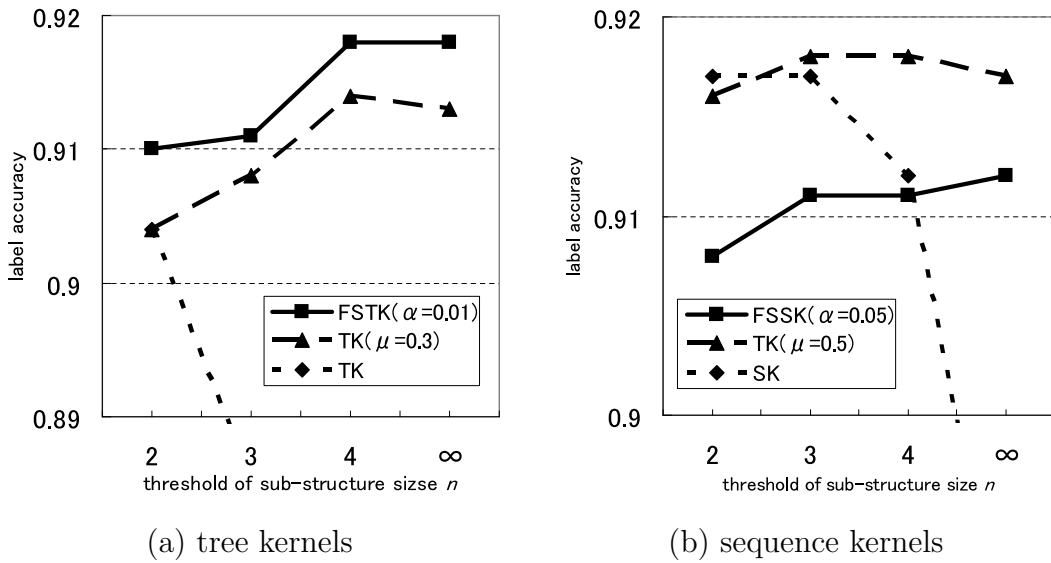 0.92
0.91
0.9
0.89
label accuracy
FSTK(α=0.01)
TK(μ=0.3)
TK
2 3 4 ∞
threshold of sub-structure sizse n
(a) tree kernels
0.92
0.91
0.9
label accuracy
FSSK(α=0.05)
TK(μ=0.5)
SK
2 3 4 ∞
threshold of sub-structure size n
(b) sequence kernels